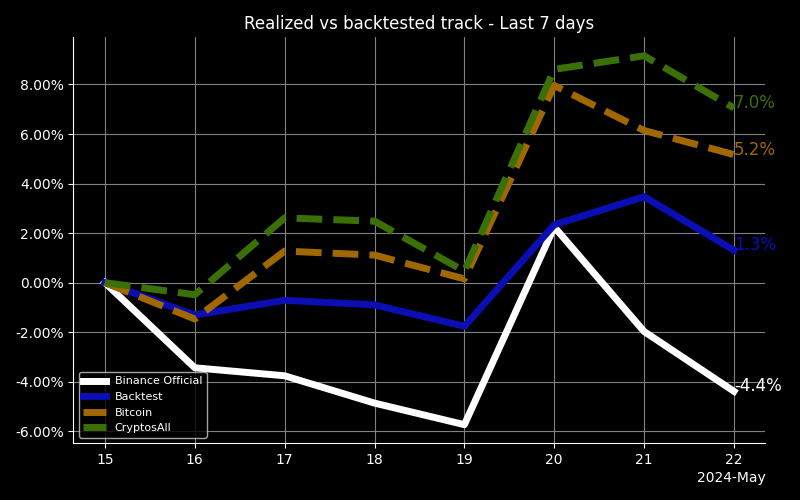 Realized vs backtested track - Last 7 days
8.00%
6.00%
4.00%
2.00%
0.00%
-2.00%
-4.00%
-6.00%
7.0%
5.2%
1.3%
-4.4%
Binance Official
Backtest
Bitcoin
CryptosAll
15 16 17 18 19 20 21 22
2024-May